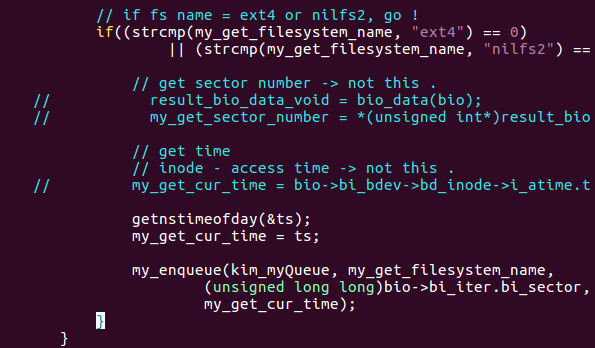 // if fs name = ext4 or nilfs2, go !
if((strcmp(my_get_filesystem_name, "ext4") == 0)
|| (strcmp(my_get_filesystem_name, "nilfs2") ==
// get sector number -> not this .
// result_bio_data_void = bio_data(bio);
// my_get_sector_number = *(unsigned int*)result_bio
// get time
// inode - access time -> not this .
// my_get_cur_time = bio->bi_bdev->bd_inode->i_atime.t
getnstimeofday(&ts);
my_get_cur_time = ts;
my_enqueue(kim_myQueue, my_get_filesystem_name,
(unsigned long long)bio->bi_iter.bi_sector,
my_get_cur_time);
}
}